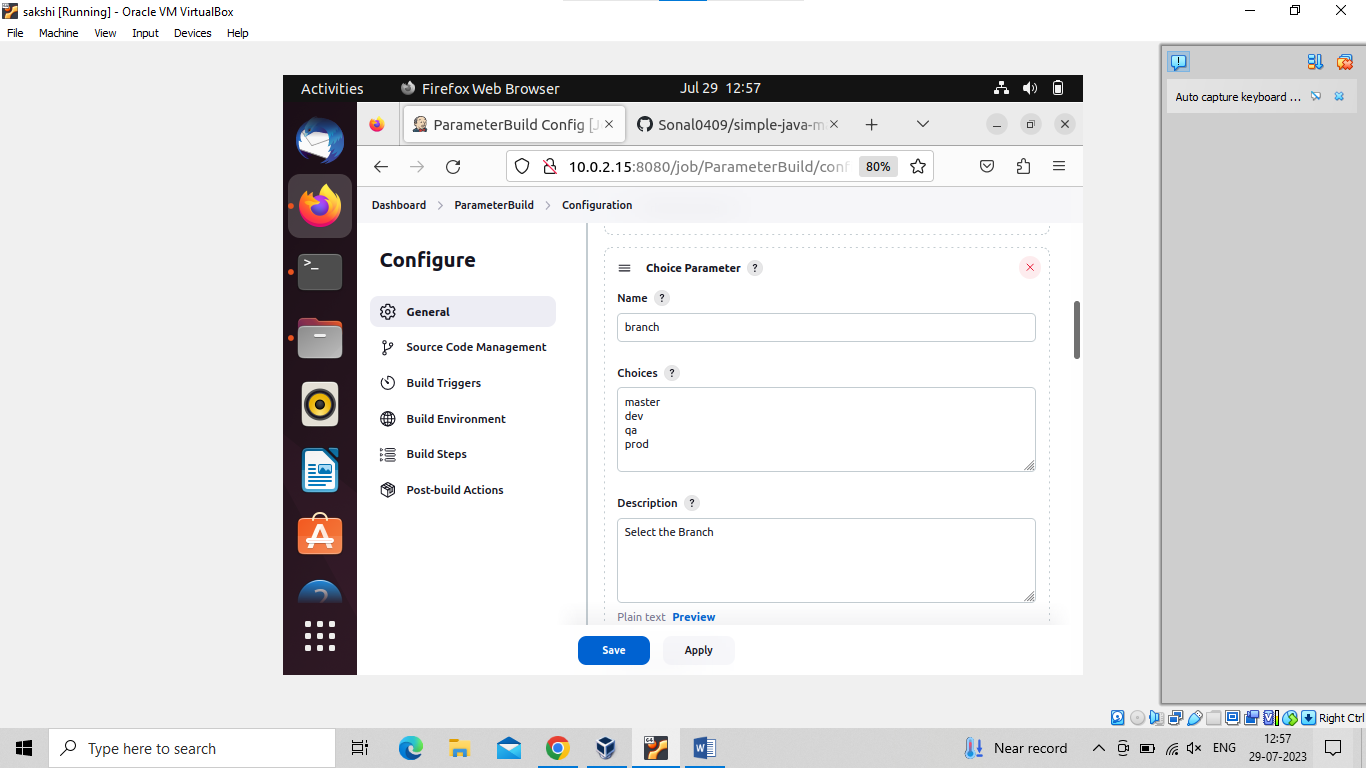 sakshi [Running] - Oracle VM VirtualBox
File Machine View Input Devices Help
Auto capture keyboard ...
Activities Firefox Web Browser Jul 29 12:57
ParameterBuild Config [J
Sonal0409/simple-java-m
10.0.2.15:8080/job/ParameterBuild/conf 80%
Dashboard > ParameterBuild > Configuration
Configure
General
Source Code Management
Build Triggers
Build Environment
Build Steps
Post-build Actions
Choice Parameter ?
Name ?
branch
Choices ?
master
dev
qa
prod
Description ?
Select the Branch
Plain text Preview
Save Apply
Right Ctrl
Type here to search
Near record
ENG
12:57
29-07-2023